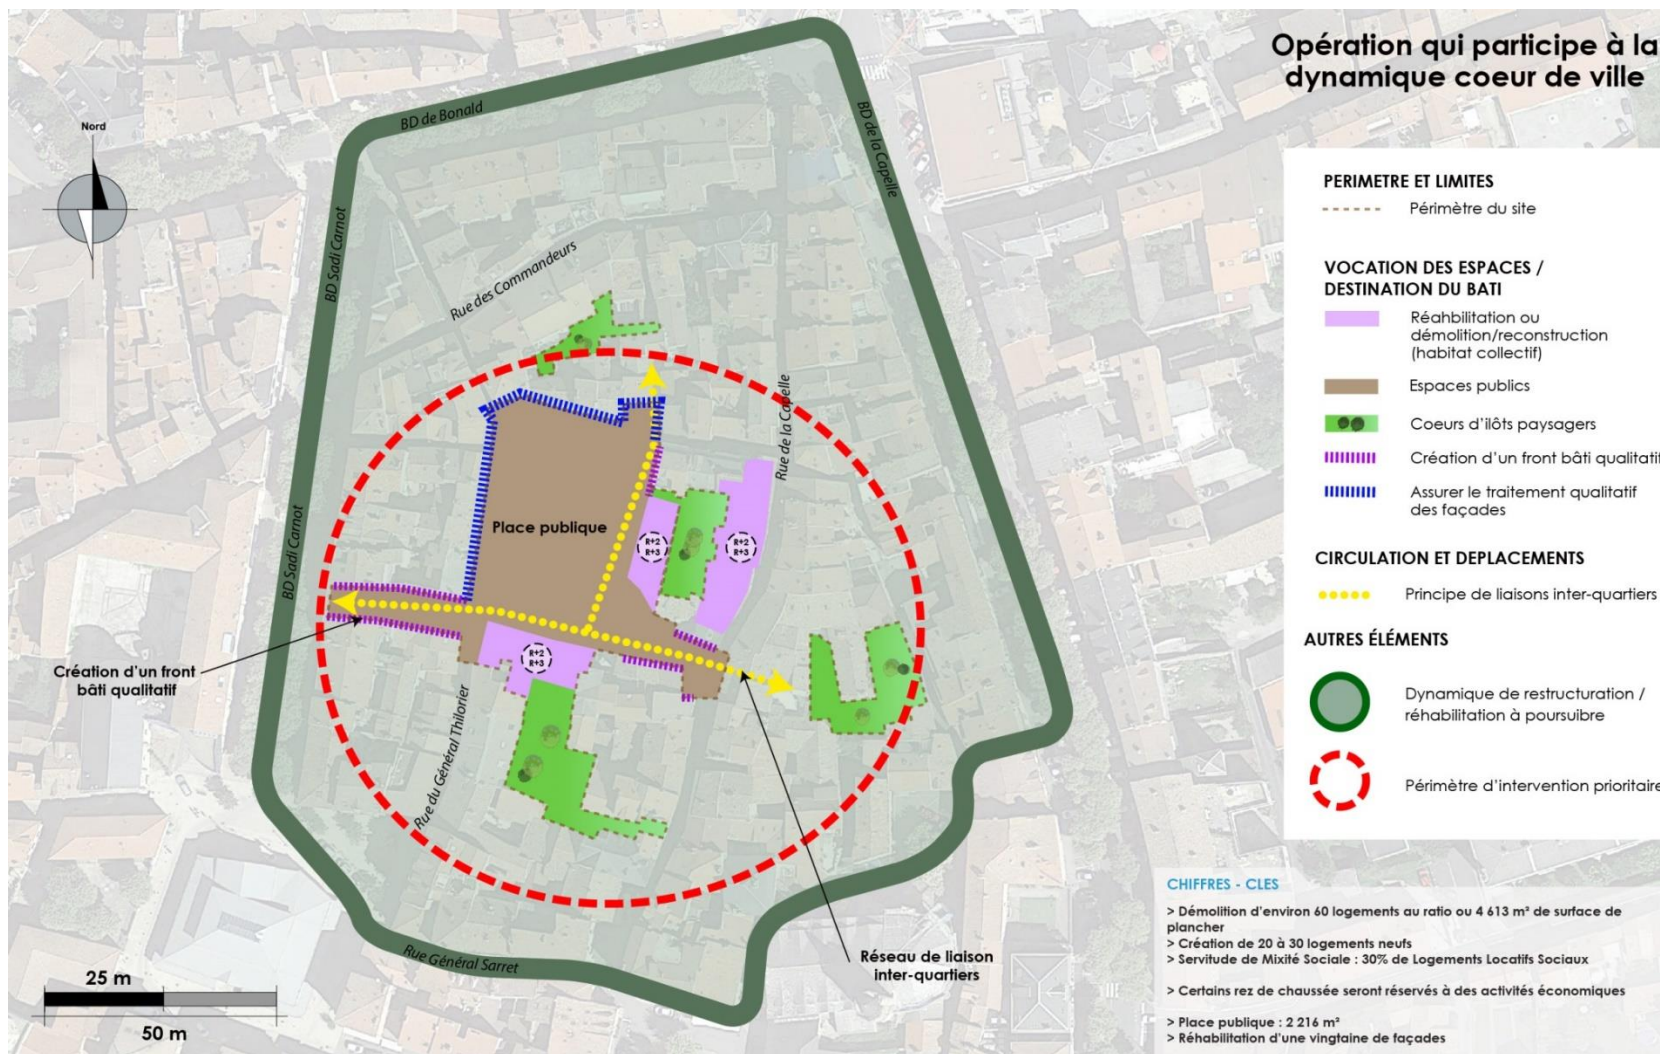 Opération qui participe à la
dynamique coeur de ville
Nord
BD de Bonald
BD de la Capelle
BD Sadi Carnot
Rue des Commandeurs
Rue de la Capelle
Place publique
R+2
R+3
R+2
R+3
R+2
R+3
BD Sadi Carnot
Création d'un front
bâti qualitatif
Rue du Général Thilorier
Rue Général Sarret
Réseau de liaison
inter-quartiers
25 m
50 m
PERIMETRE ET LIMITES
Périmètre du site
VOCATION DES ESPACES /
DESTINATION DU BATI
Réahbilitation ou
démolition/reconstruction
(habitat collectif)
Espaces publics
Coeurs d'ilôts paysagers
Création d'un front bâti qualitatif
Assurer le traitement qualitatif
des façades
CIRCULATION ET DEPLACEMENTS
Principe de liaisons inter-quartiers
AUTRES ÉLÉMENTS
Dynamique de restructuration /
réhabilitation à poursuibre
Périmètre d'intervention prioritaire
CHIFFRES - CLES
> Démolition d'environ 60 logements au ratio ou 4 613 m² de surface de
plancher
> Création de 20 à 30 logements neufs
> Servitude de Mixité Sociale : 30% de Logements Locatifs Sociaux
> Certains rez de chaussée seront réservés à des activités économiques
> Place publique : 2 216 m²
> Réhabilitation d'une vingtaine de façades